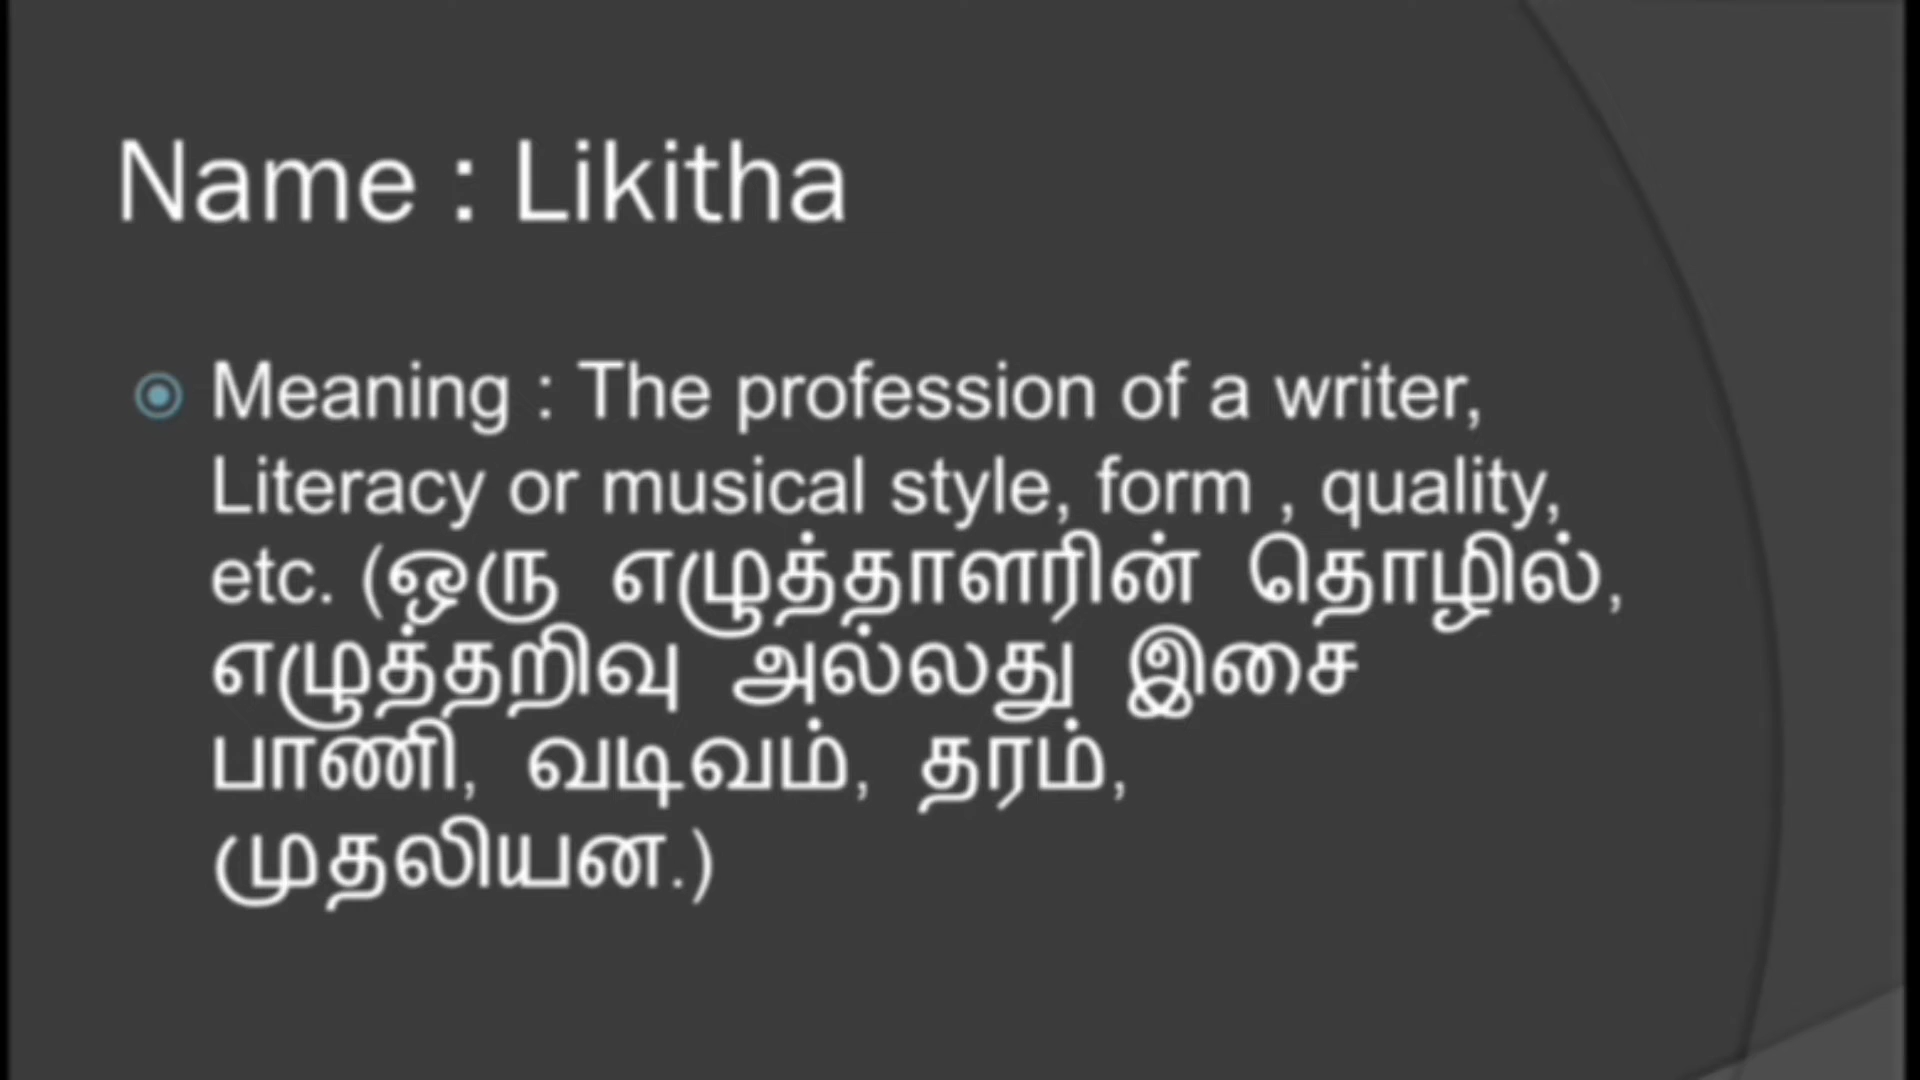 Name : Likitha
Meaning : The profession of a writer,
Literacy or musical style, form , quality,
etc. (ஒரு எழுத்தாளரின் தொழில்,
எழுத்தறிவு அல்லது இசை
பாணி, வடிவம், தரம்,
முதலியன.)